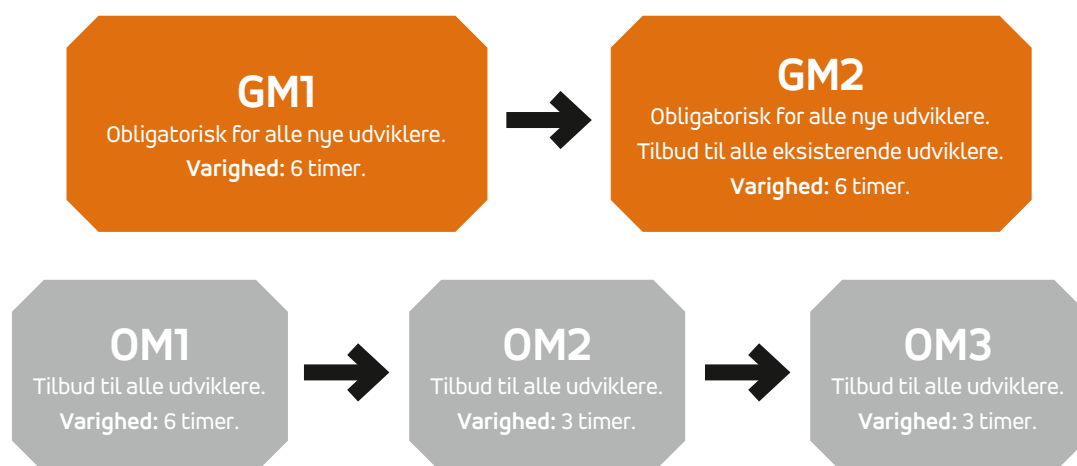 GM1
Obligatorisk for alle nye udviklere.
Varighed: 6 timer.
GM2
Obligatorisk for alle nye udviklere.
Tilbud til alle eksisterende udviklere.
Varighed: 6 timer.
OM1
Tilbud til alle udviklere.
Varighed: 6 timer.
OM2
Tilbud til alle udviklere.
Varighed: 3 timer.
OM3
Tilbud til alle udviklere.
Varighed: 3 timer.